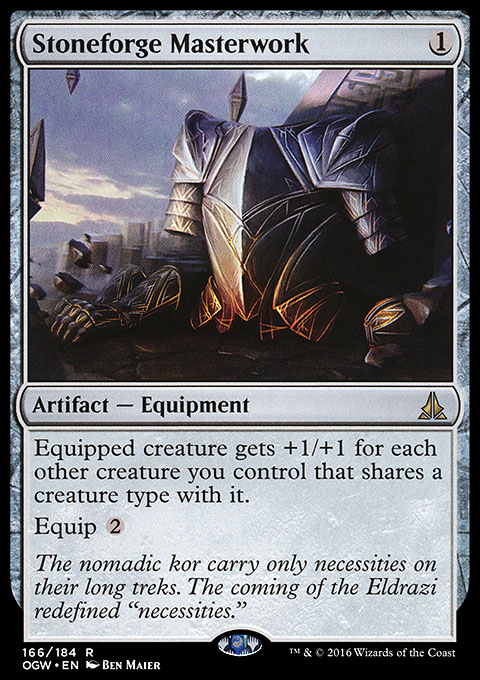 Stoneforge Masterwork 1
Artifact — Equipment
Equipped creature gets +1/+1 for each
other creature you control that shares a
creature type with it.
Equip 2
The nomadic kor carry only necessities on
their long treks. The coming of the Eldrazi
redefined “necessities.”
166/184 R
OGW • EN Ben Maier
™ & © 2016 Wizards of the Coast